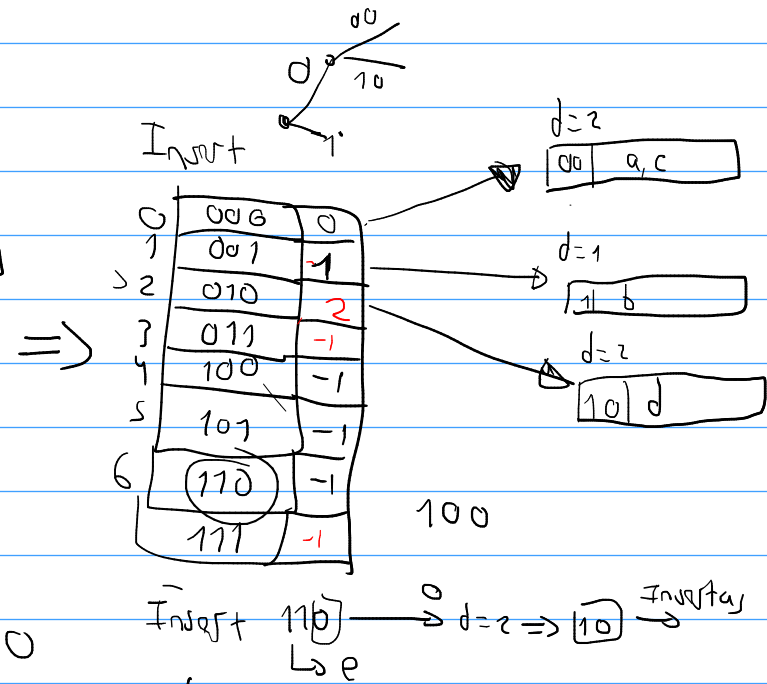 00
0
10
1
Insert
d=2
00 a, c
0 000 0
1 001 -1
d=1
1 b
2 010 2
3 011 -1
d=2
10 d
=>
4 100 -1
5 101 -1
6 110 -1
100
111 -1
Insert 110 → 0 d=2 => 10 → Insertas
0
↳ e